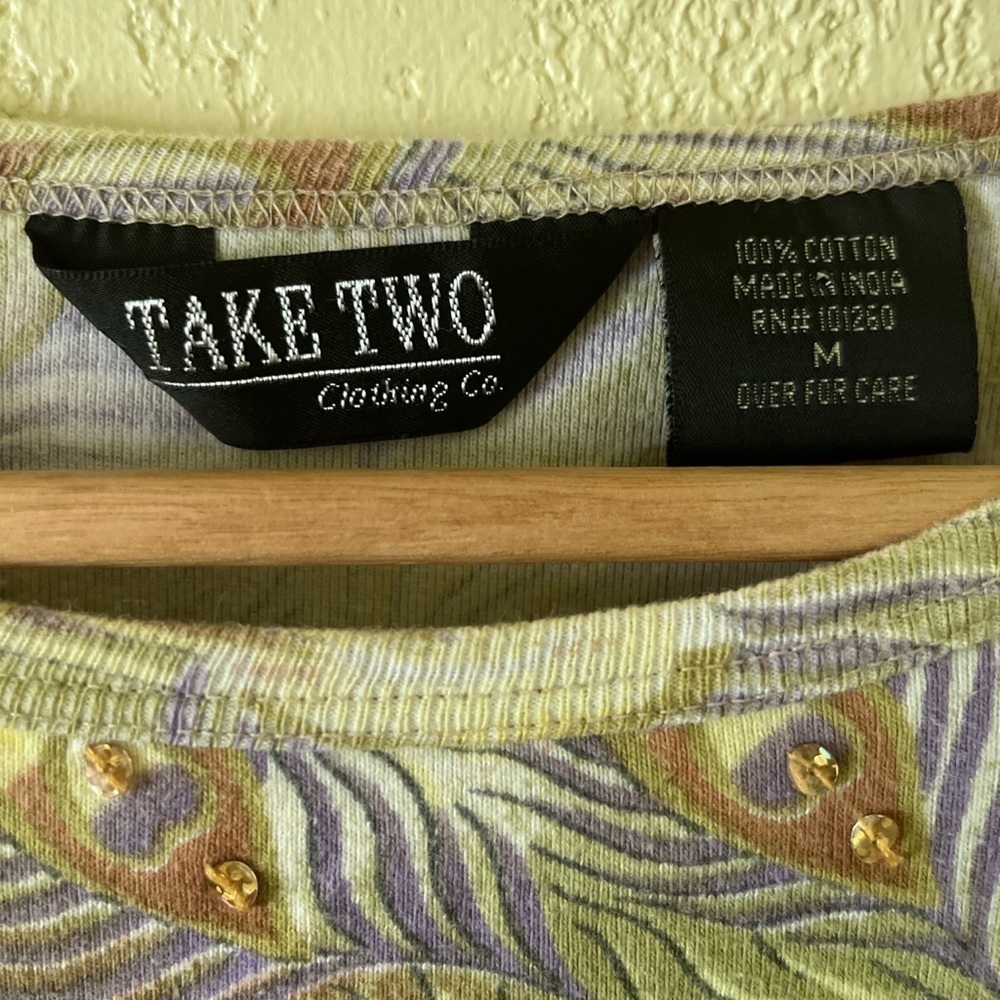 TAKE TWO
Clothing Co.
100% COTTON
MADE IN INDIA
RN# 101260
M
OVER FOR CARE